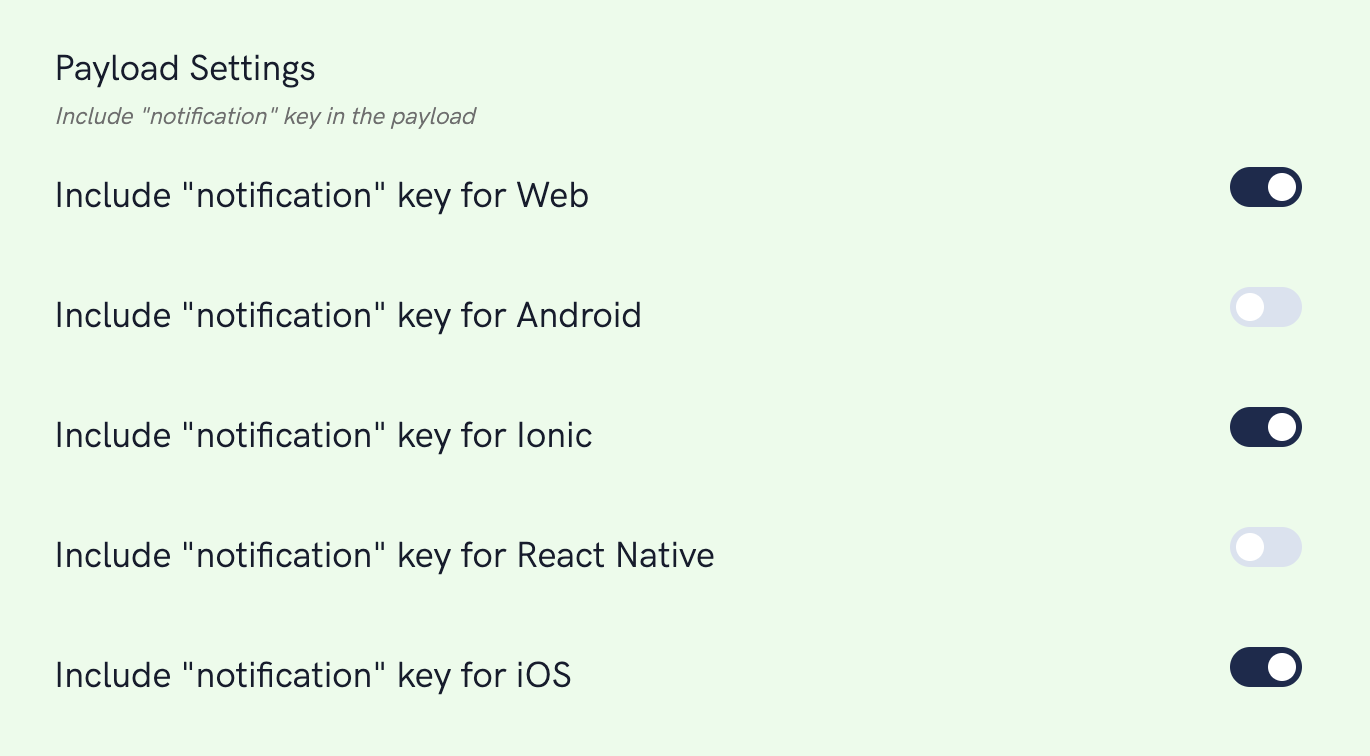 Payload Settings
Include "notification" key in the payload
Include "notification" key for Web
Include "notification" key for Android
Include "notification" key for Ionic
Include "notification" key for React Native
Include "notification" key for iOS